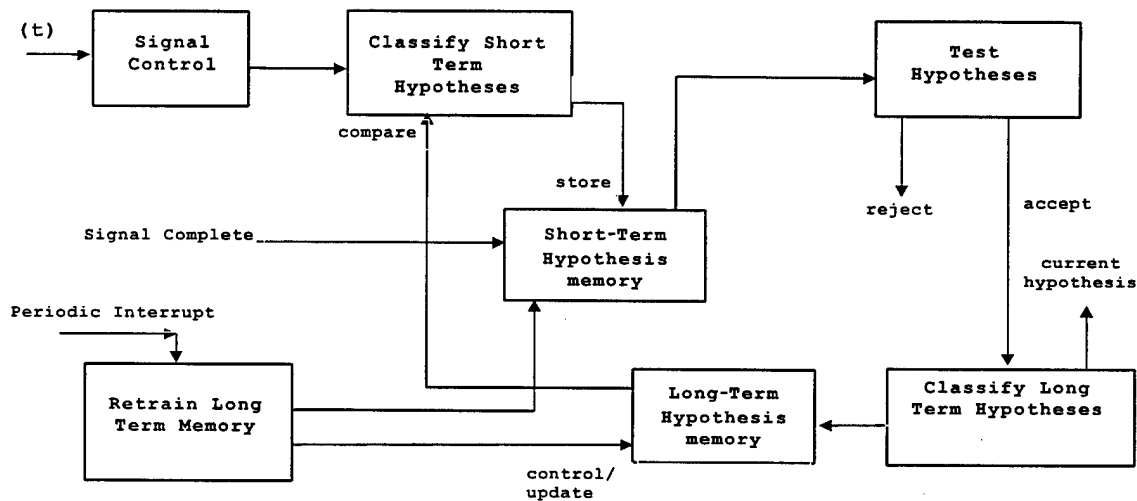 (t)
Signal
Control
Classify Short
Term
Hypotheses
Test
Hypotheses
compare
store
reject
accept
Signal Complete
Short-Term
Hypothesis
memory
current
hypothesis
Periodic Interrupt
Retrain Long
Term Memory
Long-Term
Hypothesis
memory
Classify Long
Term Hypotheses
control/
update